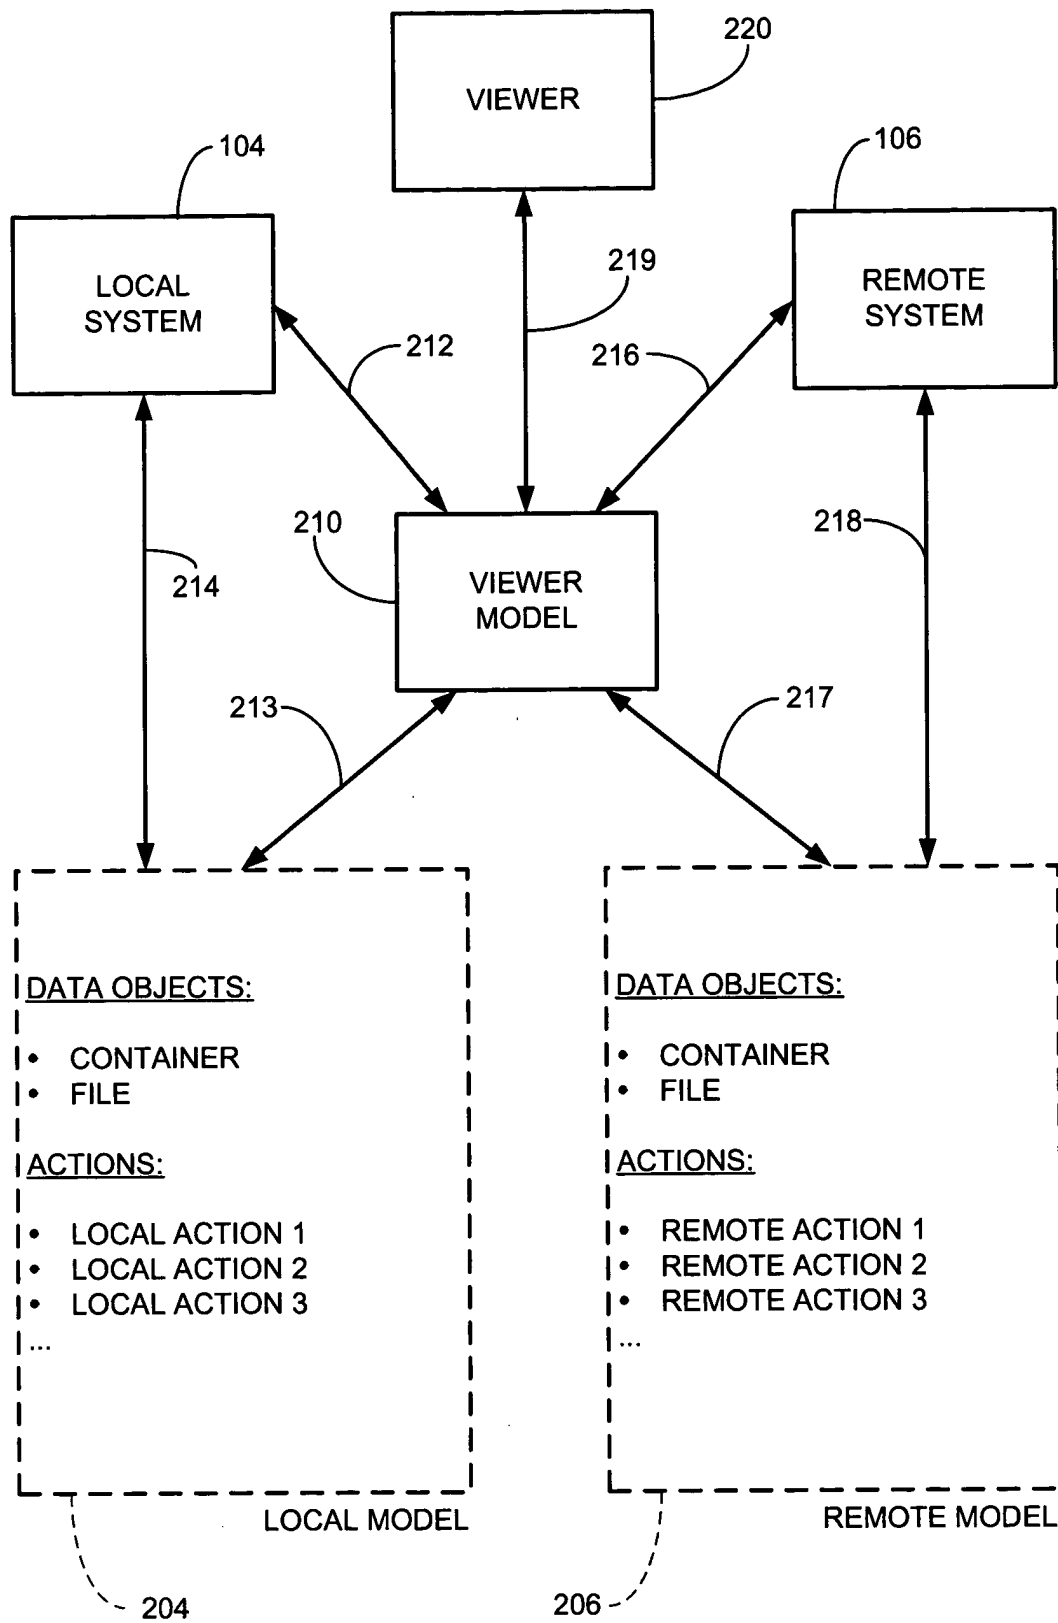 220
VIEWER
104
106
LOCAL
SYSTEM
219
REMOTE
SYSTEM
212
216
210
218
VIEWER
MODEL
214
213
217
DATA OBJECTS:
• CONTAINER
• FILE
ACTIONS:
• LOCAL ACTION 1
• LOCAL ACTION 2
• LOCAL ACTION 3
...
LOCAL MODEL
204
DATA OBJECTS:
• CONTAINER
• FILE
ACTIONS:
• REMOTE ACTION 1
• REMOTE ACTION 2
• REMOTE ACTION 3
...
REMOTE MODEL
206